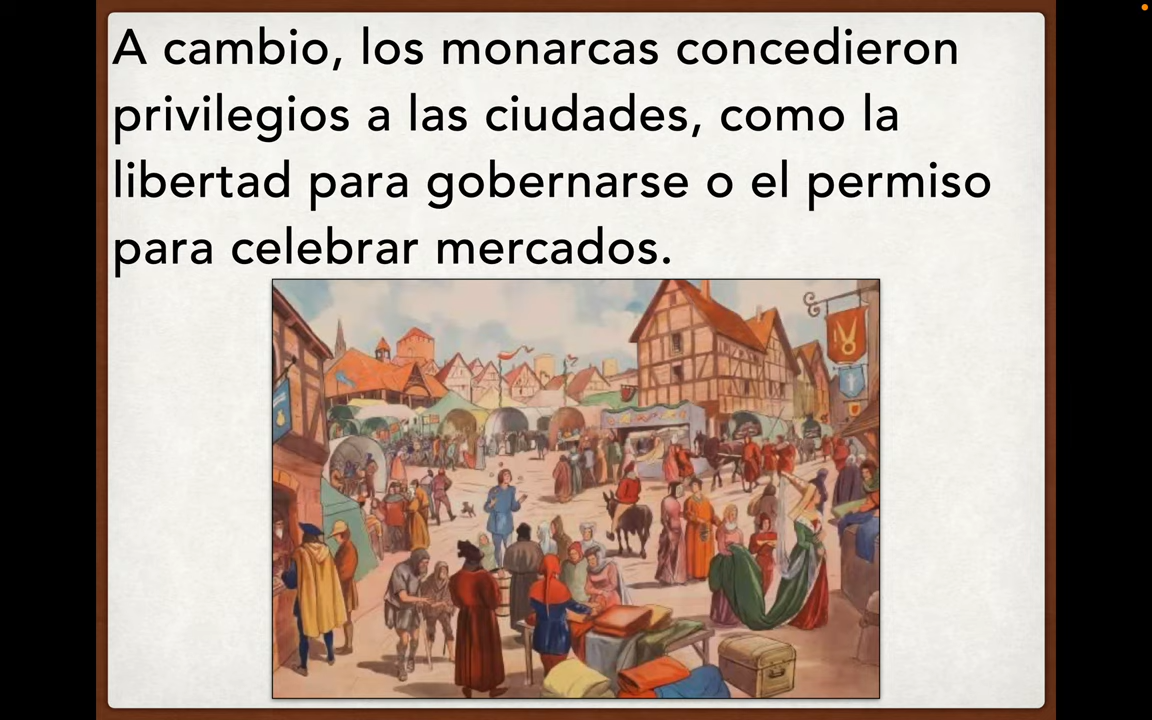 A cambio, los monarcas concedieron
privilegios a las ciudades, como la
libertad para gobernarse o el permiso
para celebrar mercados.